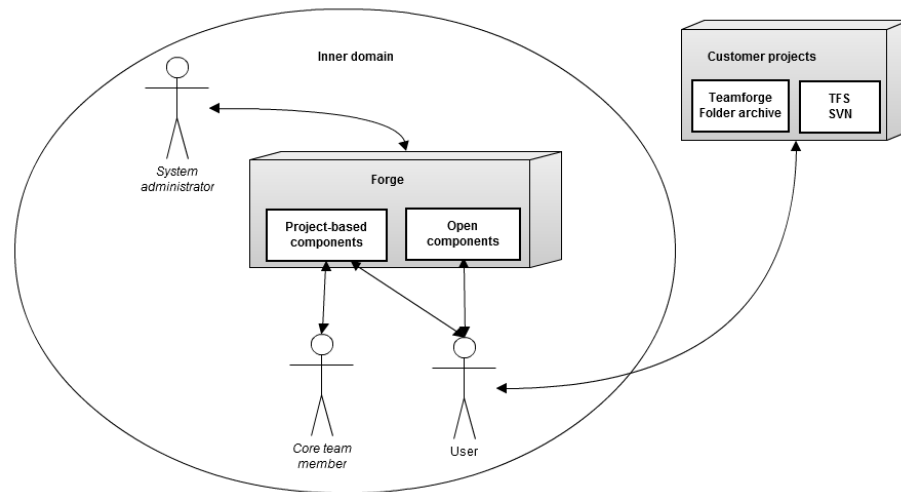 Inner domain
Customer projects
Teamforge
Folder archive
TFS
SVN
System
administrator
Forge
Project-based
components
Open
components
Core team
member
User